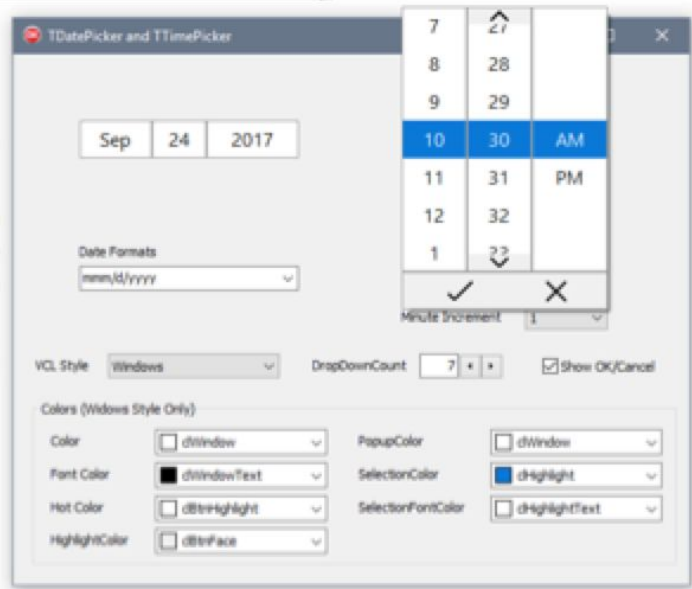 TDatePicker and TTimePicker
7 27
8 28
9 29
10 30 AM
11 31 PM
12 32
1 33
Sep 24 2017
Date Formats
mmm/d/yyyy
Minute Increment 1
VCL Style Windows DropDownCount 7 Show OK/Cancel
Colors (Widows Style Only)
Color clWindow PopupColor clWindow
Font Color clWindowText SelectionColor clHighlight
Hot Color clBtnHighlight SelectionFontColor clHighlightText
HighlightColor clBtnFace